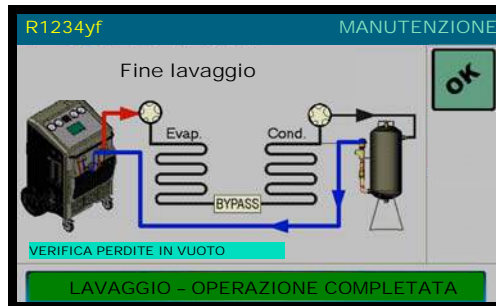 R1234yf MANUTENZIONE
Fine lavaggio
OK
Evap. Cond.
BYPASS
VERIFICA PERDITE IN VUOTO
LAVAGGIO – OPERAZIONE COMPLETATA